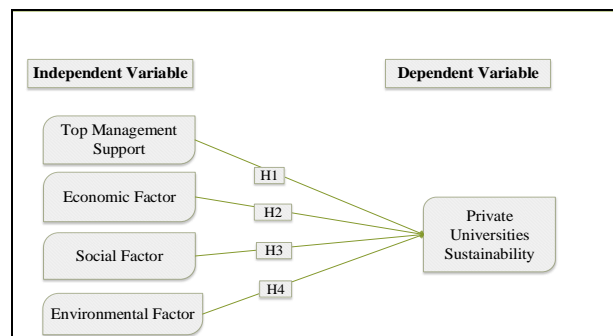 Independent Variable
Dependent Variable
Top Management
Support
H1
Economic Factor
H2
Private
Universities
Sustainability
Social Factor
H3
H4
Environmental Factor